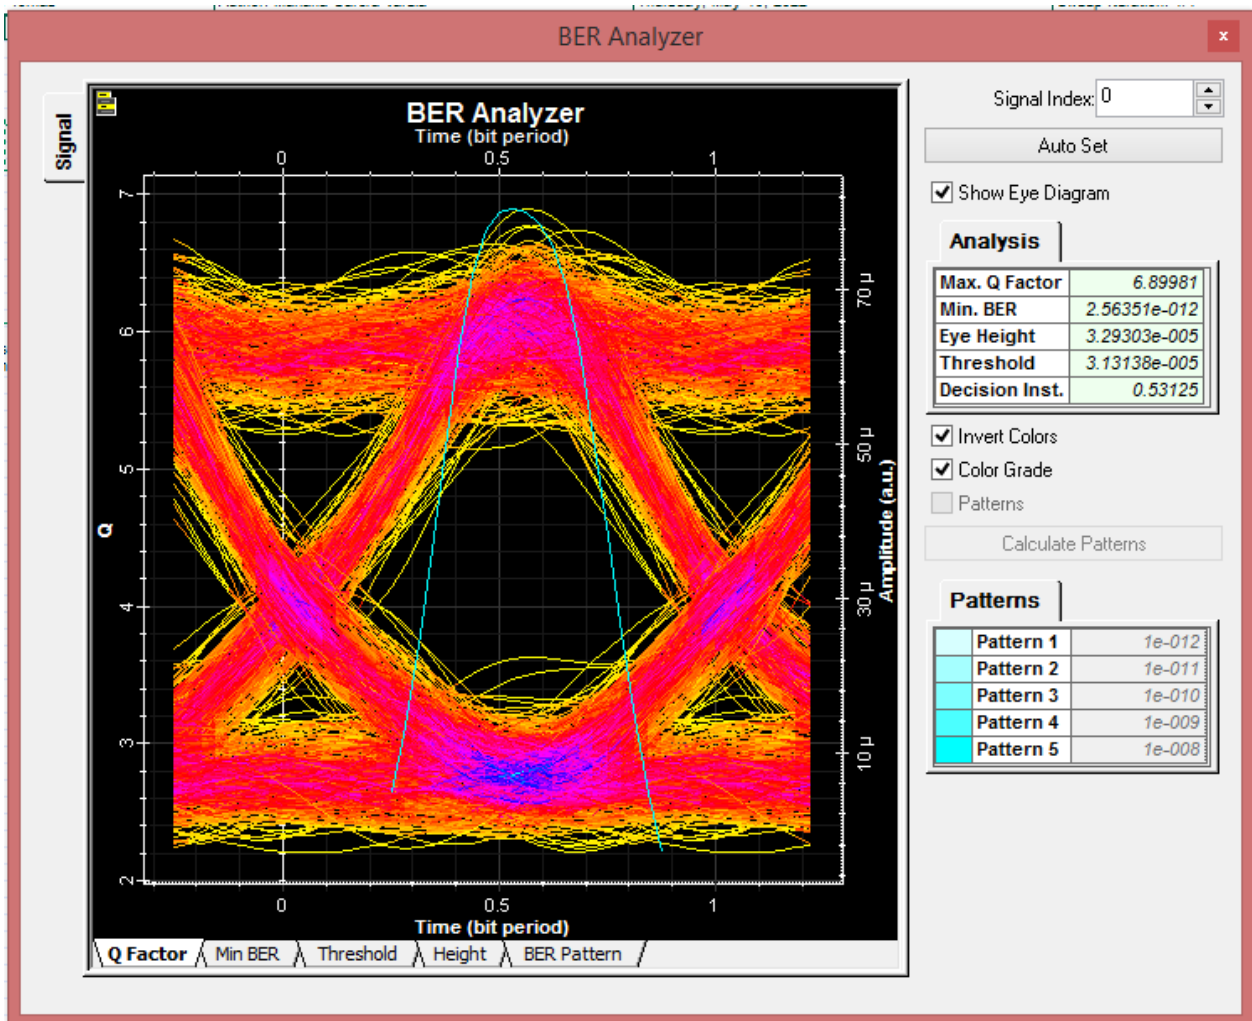 BER Analyzer
x
Signal
BER Analyzer
Time (bit period)
0 0.5 1
7
6
5
4
3
2
Q
70 µ
50 µ
30 µ
10 µ
Amplitude (a.u.)
0 0.5 1
Time (bit period)
Q Factor Min BER Threshold Height BER Pattern
Signal Index: 0
Auto Set
Show Eye Diagram
Analysis
Max. Q Factor 6.89981
Min. BER 2.56351e-012
Eye Height 3.29303e-005
Threshold 3.13138e-005
Decision Inst. 0.53125
Invert Colors
Color Grade
Patterns
Calculate Patterns
Patterns
Pattern 1 1e-012
Pattern 2 1e-011
Pattern 3 1e-010
Pattern 4 1e-009
Pattern 5 1e-008